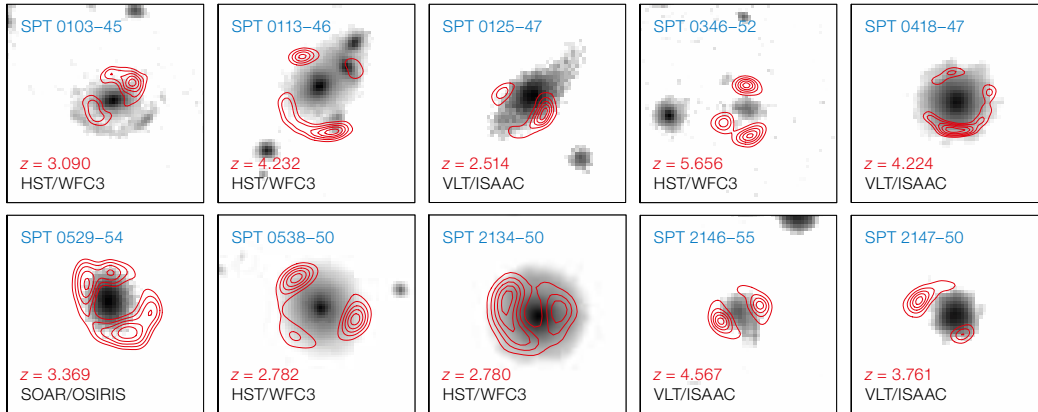 SPT 0103–45
z = 3.090
HST/WFC3
SPT 0113–46
z = 4.232
HST/WFC3
SPT 0125–47
z = 2.514
VLT/ISAAC
SPT 0346–52
z = 5.656
HST/WFC3
SPT 0418–47
z = 4.224
VLT/ISAAC
SPT 0529–54
z = 3.369
SOAR/OSIRIS
SPT 0538–50
z = 2.782
HST/WFC3
SPT 2134–50
z = 2.780
HST/WFC3
SPT 2146–55
z = 4.567
VLT/ISAAC
SPT 2147–50
z = 3.761
VLT/ISAAC